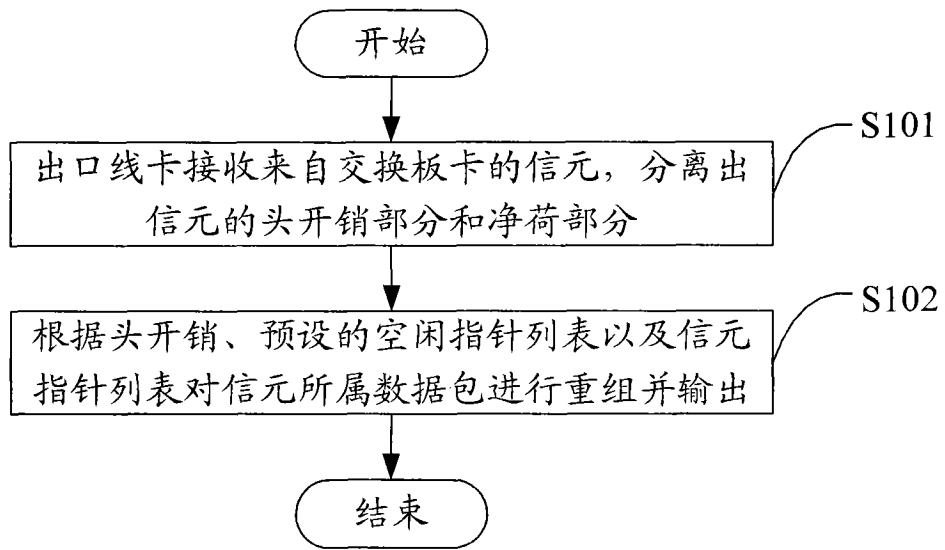 开始
S101
出口线卡接收来自交换板卡的信元，分离出
信元的头开销部分和净荷部分
S102
根据头开销、预设的空闲指针列表以及信元
指针列表对信元所属数据包进行重组并输出
结束